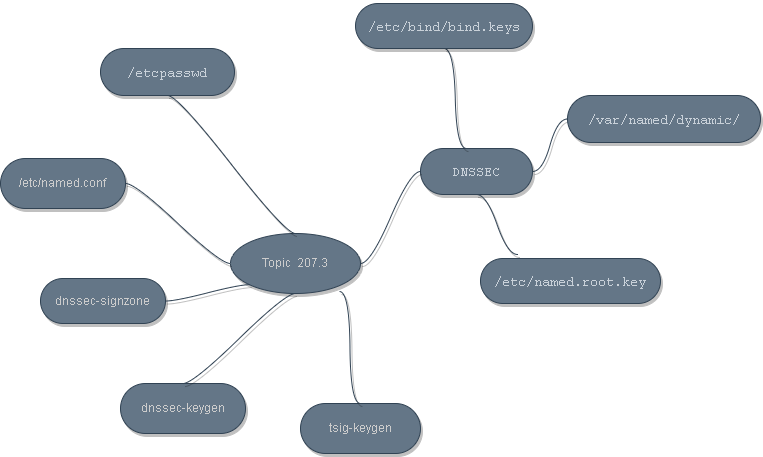 /etc/bind/bind.keys
/etcpasswd
/var/named/dynamic/
DNSSEC
/etc/named.conf
Topic 207.3
/etc/named.root.key
dnssec-signzone
dnssec-keygen
tsig-keygen